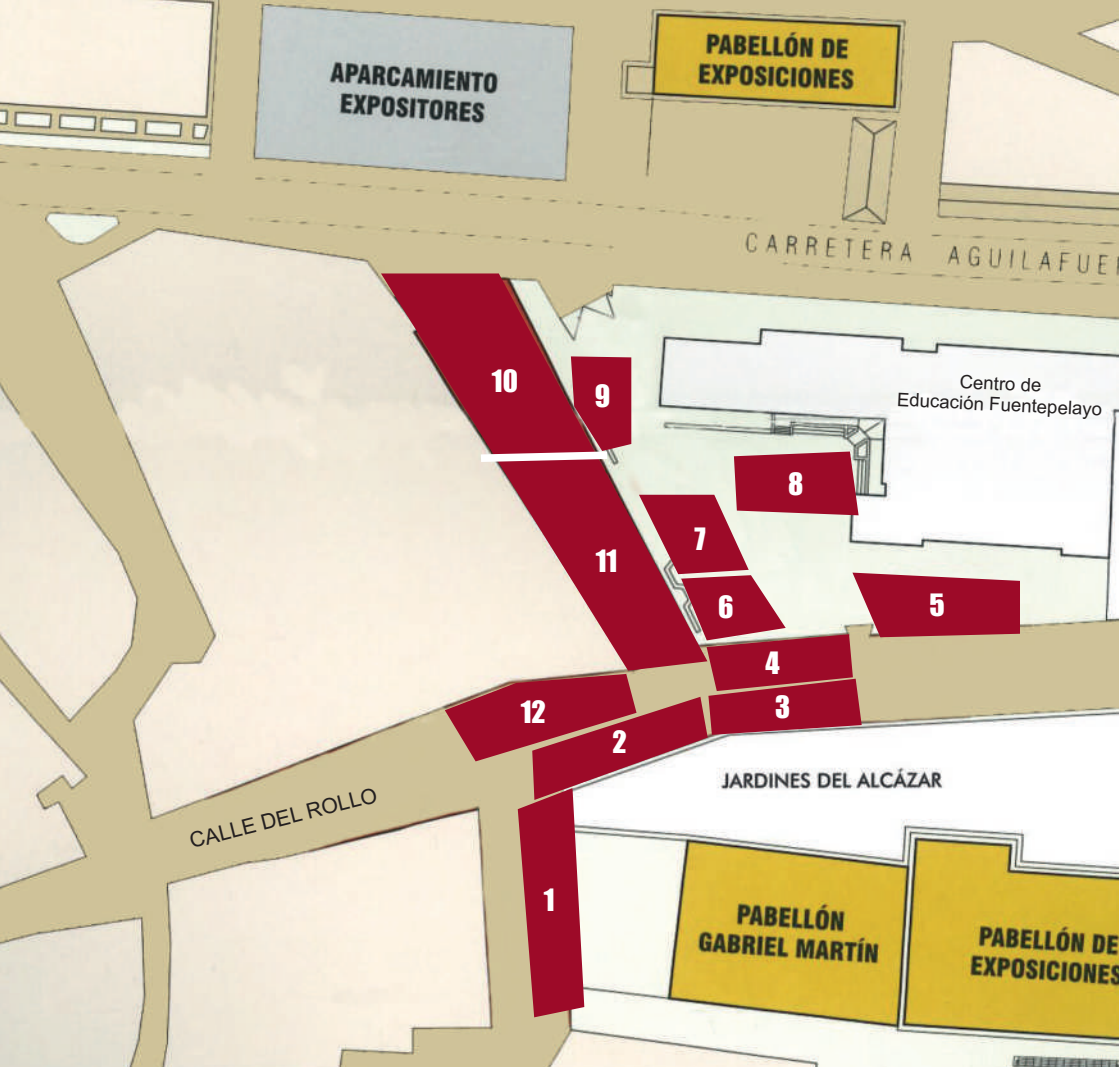 APARCAMIENTO
EXPOSITORES
PABELLÓN DE
EXPOSICIONES
CARRETERA AGUILAFUE
10
9
Centro de
Educación Fuentepelayo
8
7
11
6
5
4
3
12
2
JARDINES DEL ALCÁZAR
CALLE DEL ROLLO
1
PABELLÓN
GABRIEL MARTÍN
PABELLÓN DE
EXPOSICIONES